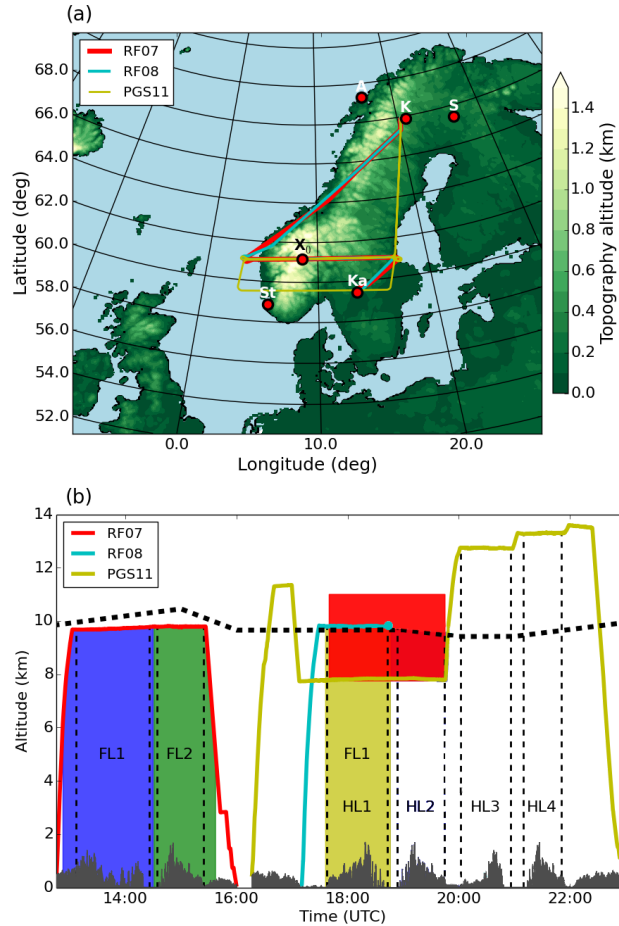 (a)
RF07
RF08
PGS11
A
K
S
X0
St
Ka
68.0
66.0
64.0
62.0
60.0
58.0
56.0
54.0
52.0
Latitude (deg)
0.0
10.0
20.0
Longitude (deg)
1.4
1.2
1.0
0.8
0.6
0.4
0.2
0.0
Topography altitude (km)
(b)
14
12
10
8
6
4
2
0
Altitude (km)
RF07
RF08
PGS11
FL1
FL2
FL1
HL1
HL2
HL3
HL4
14:00
16:00
18:00
20:00
22:00
Time (UTC)